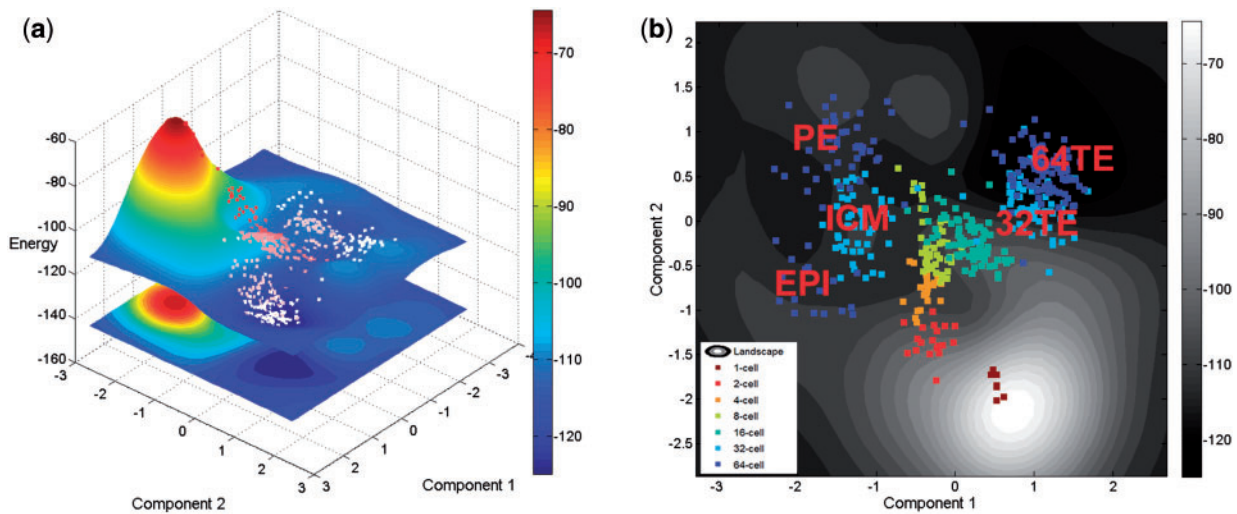 (a)
-60
-80
-100
Energy
-120
-140
-160
-3
-2
-1
0
1
2
3
Component 2
3
2
1
0
-1
-2
-3
Component 1
-70
-80
-90
-100
-110
-120
(b)
2
1.5
1
0.5
0
-0.5
-1
-1.5
-2
-2.5
Component 2
PE
64TE
ICM
32TE
EPI
Landscape
1-cell
2-cell
4-cell
8-cell
16-cell
32-cell
64-cell
-3
-2
-1
0
1
2
Component 1
-70
-80
-90
-100
-110
-120